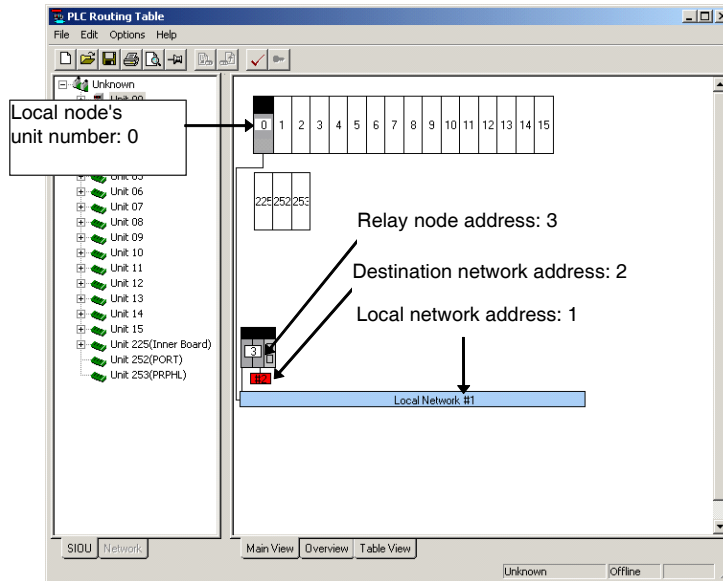 PLC Routing Table
File Edit Options Help
Unknown
Local node's
unit number: 0
Unit 06
Unit 07
Unit 08
Unit 09
Unit 10
Unit 11
Unit 12
Unit 13
Unit 14
Unit 15
Unit 225(Inner Board)
Unit 252(PORT)
Unit 253(PRPHL)
0 1 2 3 4 5 6 7 8 9 10 11 12 13 14 15
225 252 253
Relay node address: 3
Destination network address: 2
Local network address: 1
3
#2
Local Network #1
SIOU Network
Main View Overview Table View
Unknown Offline